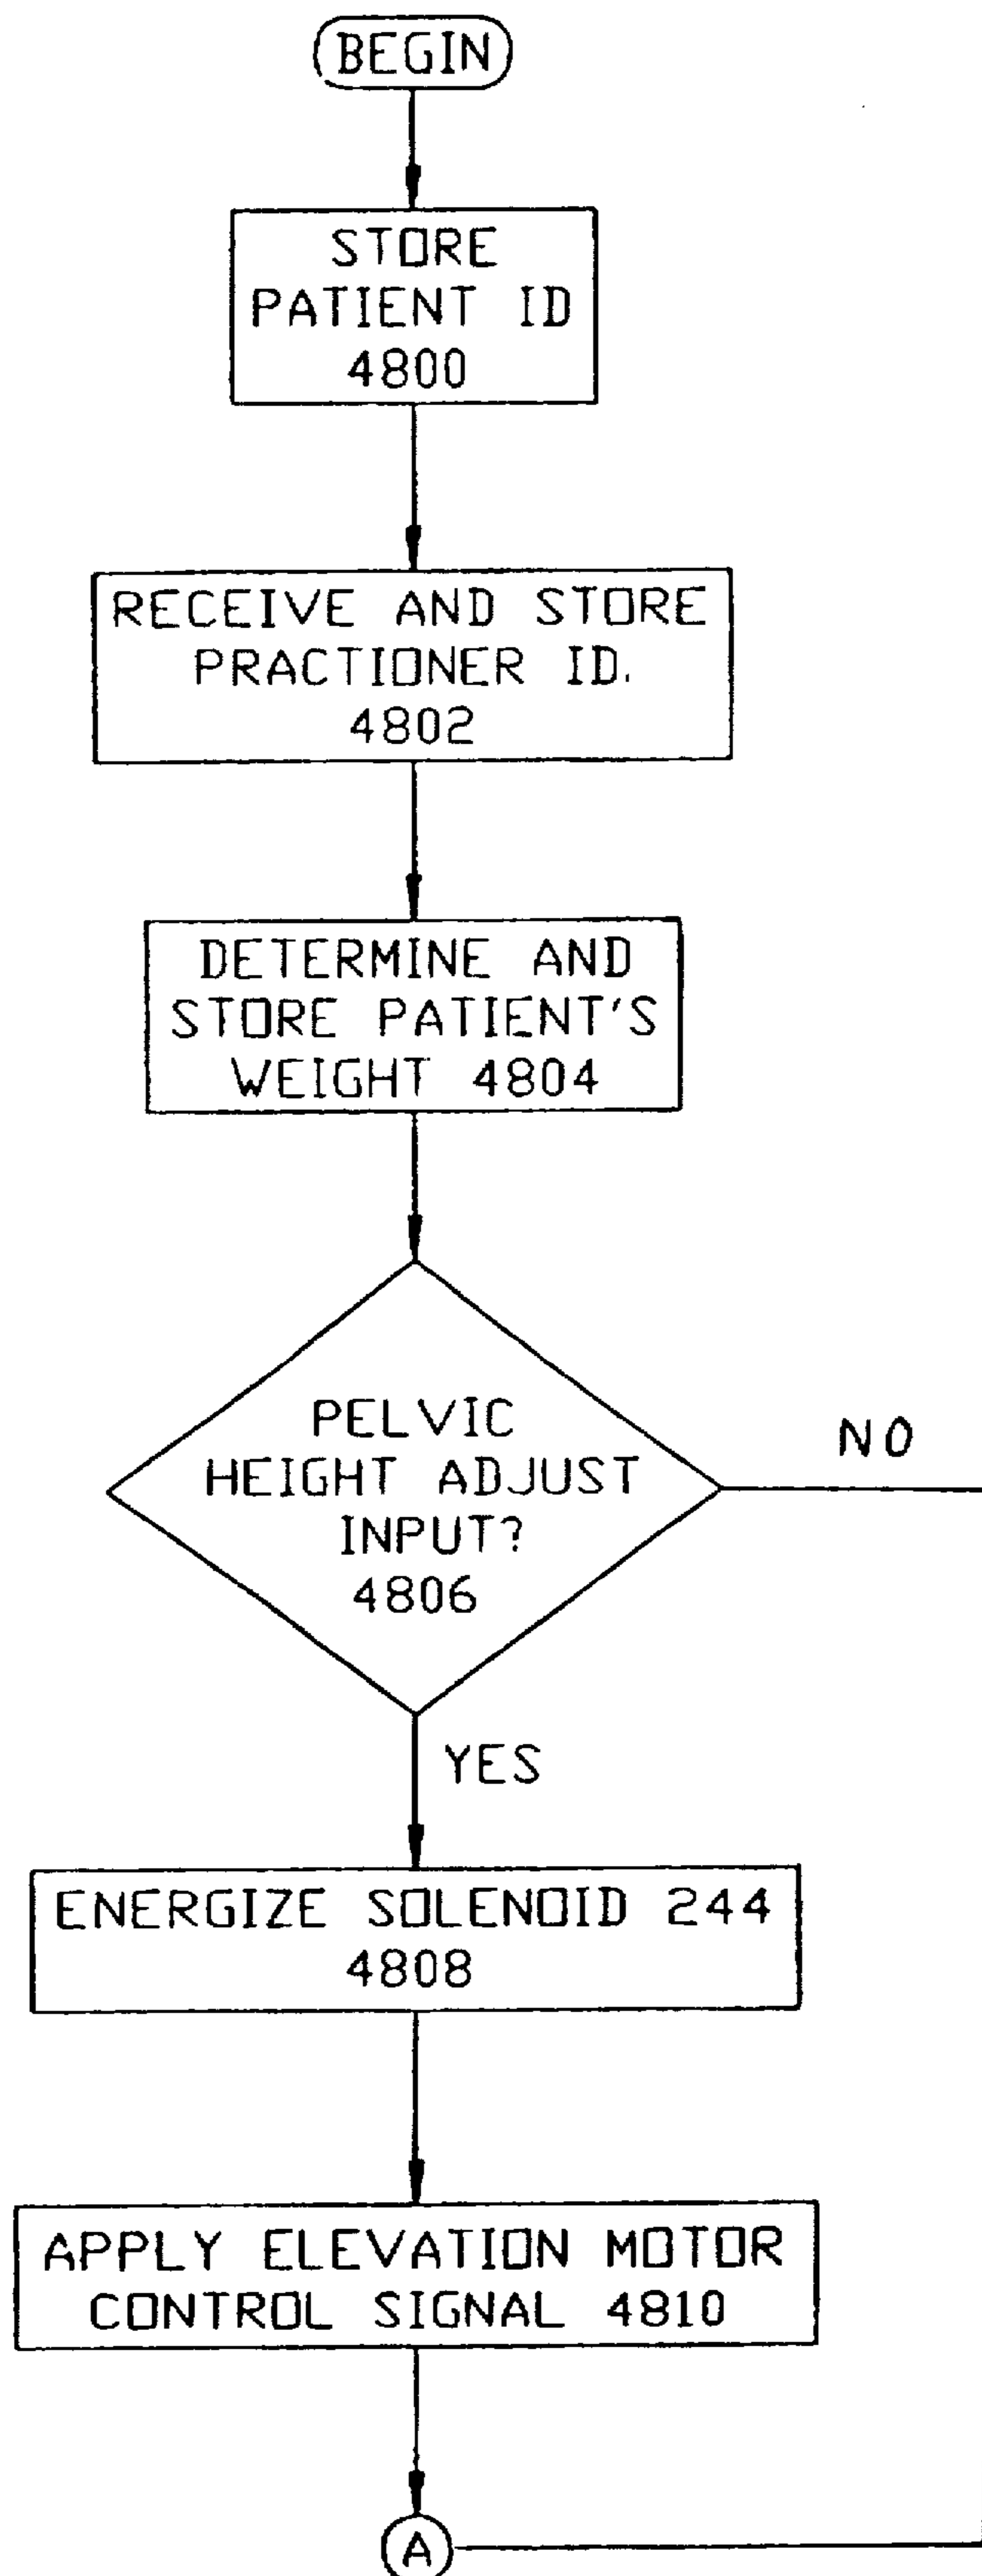 BEGIN
STORE
PATIENT ID
4800
RECEIVE AND STORE
PRACTIONER ID.
4802
DETERMINE AND
STORE PATIENT'S
WEIGHT 4804
PELVIC
HEIGHT ADJUST
INPUT?
4806
NO
YES
ENERGIZE SOLENOID 244
4808
APPLY ELEVATION MOTOR
CONTROL SIGNAL 4810
A